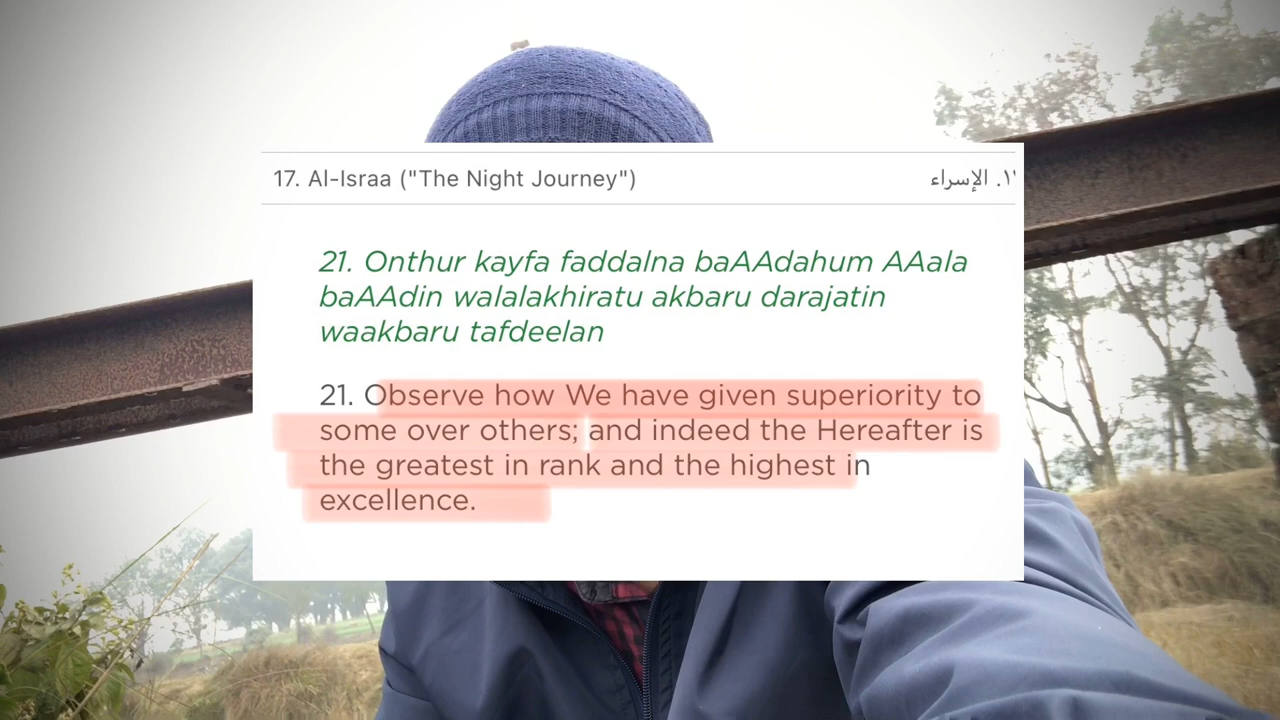 17. Al-Israa ("The Night Journey")
١. الإسراء
21. Onthur kayfa faddalna baAAdahum AAala
baAAdin walalakhiratu akbaru darajatin
waakbaru tafdeelan
21. Observe how We have given superiority to
some over others; and indeed the Hereafter is
the greatest in rank and the highest in
excellence.